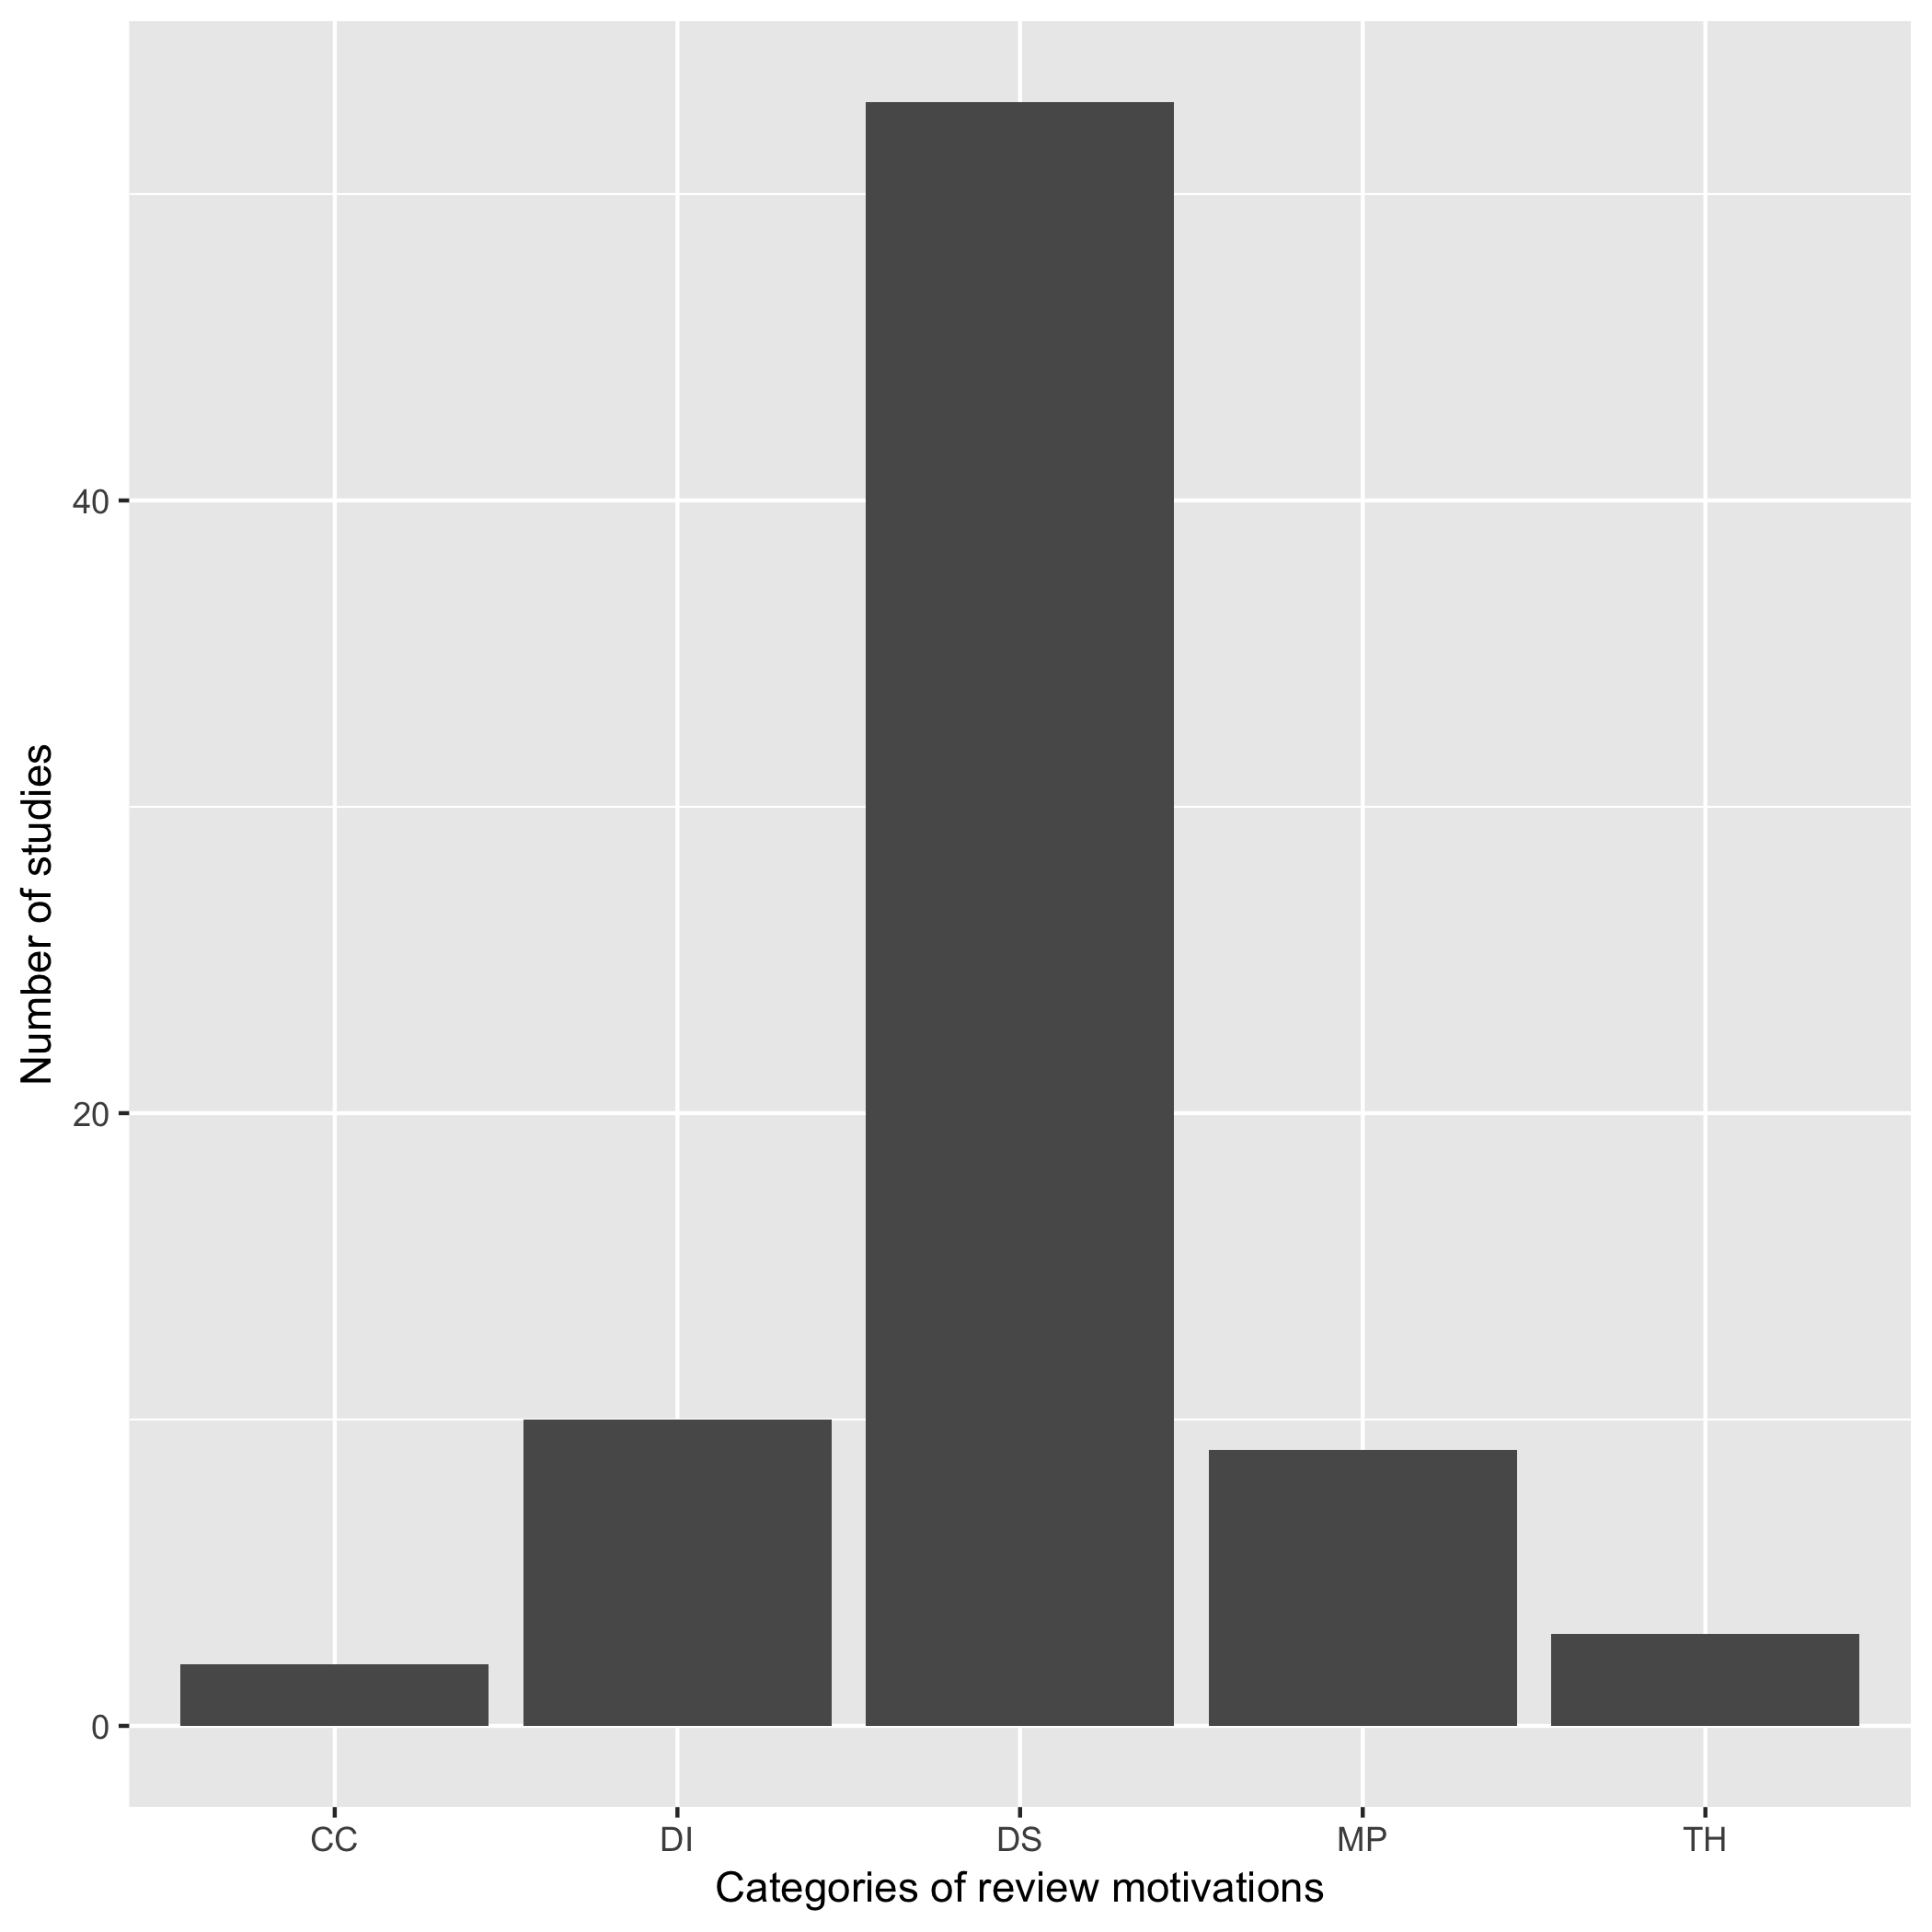 Number of studies
40
20
0
CC
DI
DS
MP
TH
Categories of review motivations